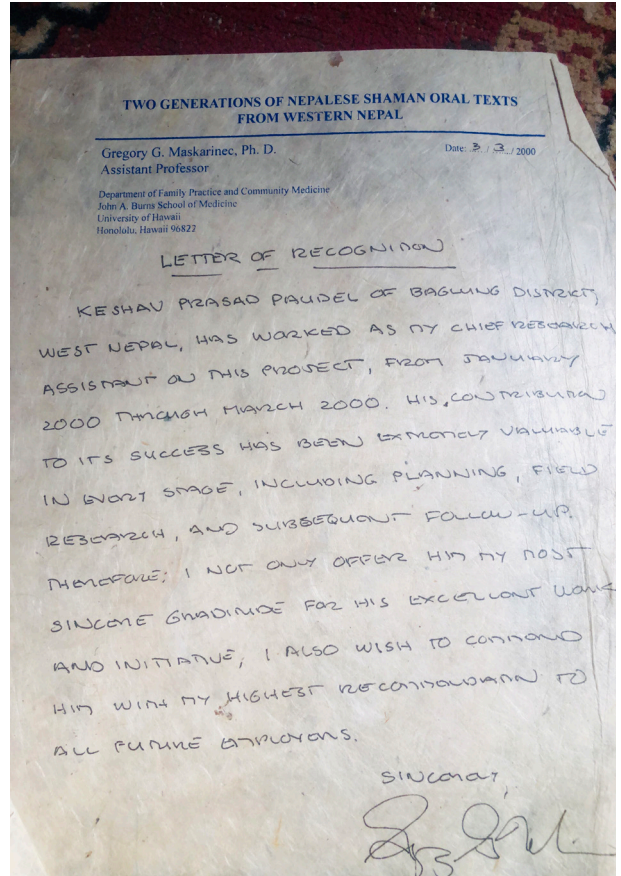 TWO GENERATIONS OF NEPALESE SHAMAN ORAL TEXTS
FROM WESTERN NEPAL
Gregory G. Maskarinec, Ph. D.
Date: 3 / 3 / 2000
Assistant Professor
Department of Family Practice and Community Medicine
John A. Burns School of Medicine
University of Hawaii
Honolulu, Hawaii 96822
LETTER OF RECOGNITION
KESHAV PRASAD PAUDEL OF BAGLUNG DISTRICT,
WEST NEPAL, HAS WORKED AS MY CHIEF RESEARCH
ASSISTANT ON THIS PROJECT, FROM JANUARY
2000 THROUGH MARCH 2000. HIS CONTRIBUTION
TO ITS SUCCESS HAS BEEN EXTREMELY VALUABLE
IN EVERY STAGE, INCLUDING PLANNING, FIELD
RESEARCH, AND SUBSEQUENT FOLLOW-UP.
THEREFORE; I NOT ONLY OFFER HIM MY MOST
SINCERE GRATITUDE FOR HIS EXCELLENT WORK
AND INITIATIVE, I ALSO WISH TO COMMEND
HIM WITH MY HIGHEST RECOMMENDATION TO
ALL FUTURE EMPLOYERS.
SINCERELY,